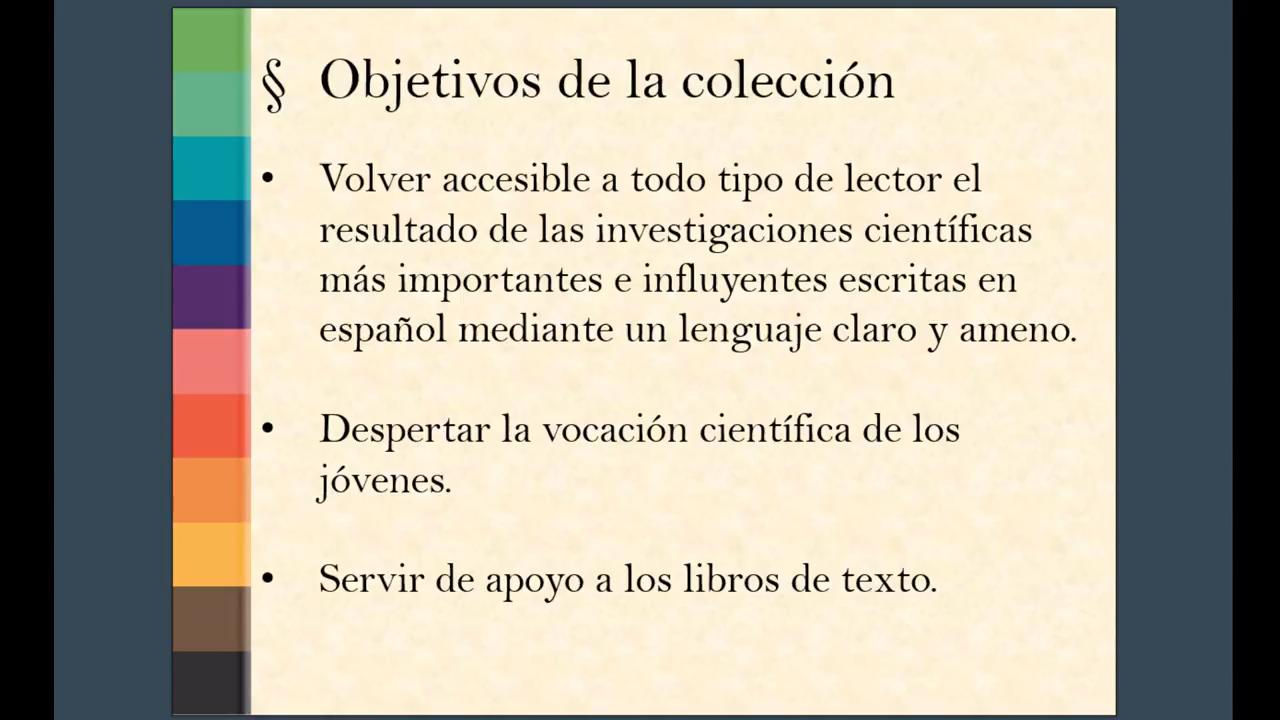 § Objetivos de la colección
• Volver accesible a todo tipo de lector el
resultado de las investigaciones científicas
más importantes e influyentes escritas en
español mediante un lenguaje claro y ameno.
• Despertar la vocación científica de los
jóvenes.
• Servir de apoyo a los libros de texto.